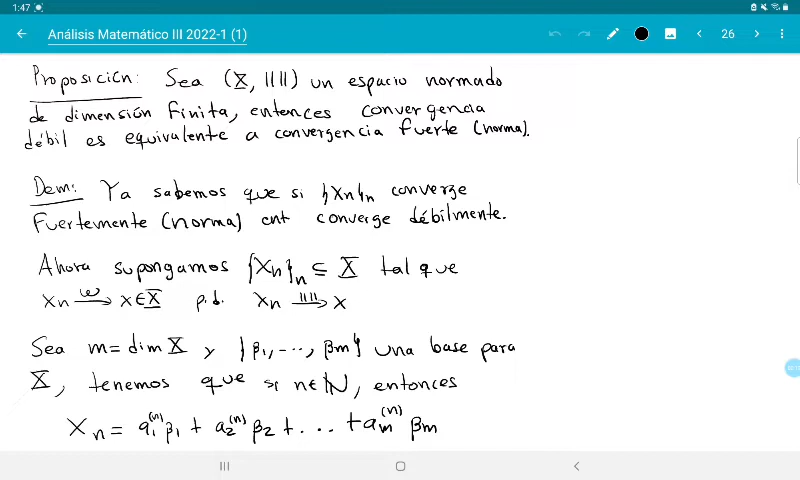 1:47
Análisis Matemático III 2022-1 (1)
26
Proposición: Sea (X, ‖‖) un espacio normado
de dimensión finita, entonces convergencia
débil es equivalente a convergencia fuerte (norma).
Dem: Ya sabemos que si {Xn}n converge
Fuertemente (norma) ent converge débilmente.
Ahora supongamos {Xn}n ⊆ X tal que
Xn →ω x∈X p.d. Xn →‖‖ x
Sea m = dim X y {β1, ..., βm} una base para
X, tenemos que si n∈ℕ, entonces
Xn = a1^(n) β1 + a2^(n) β2 + ... + am^(n) βm